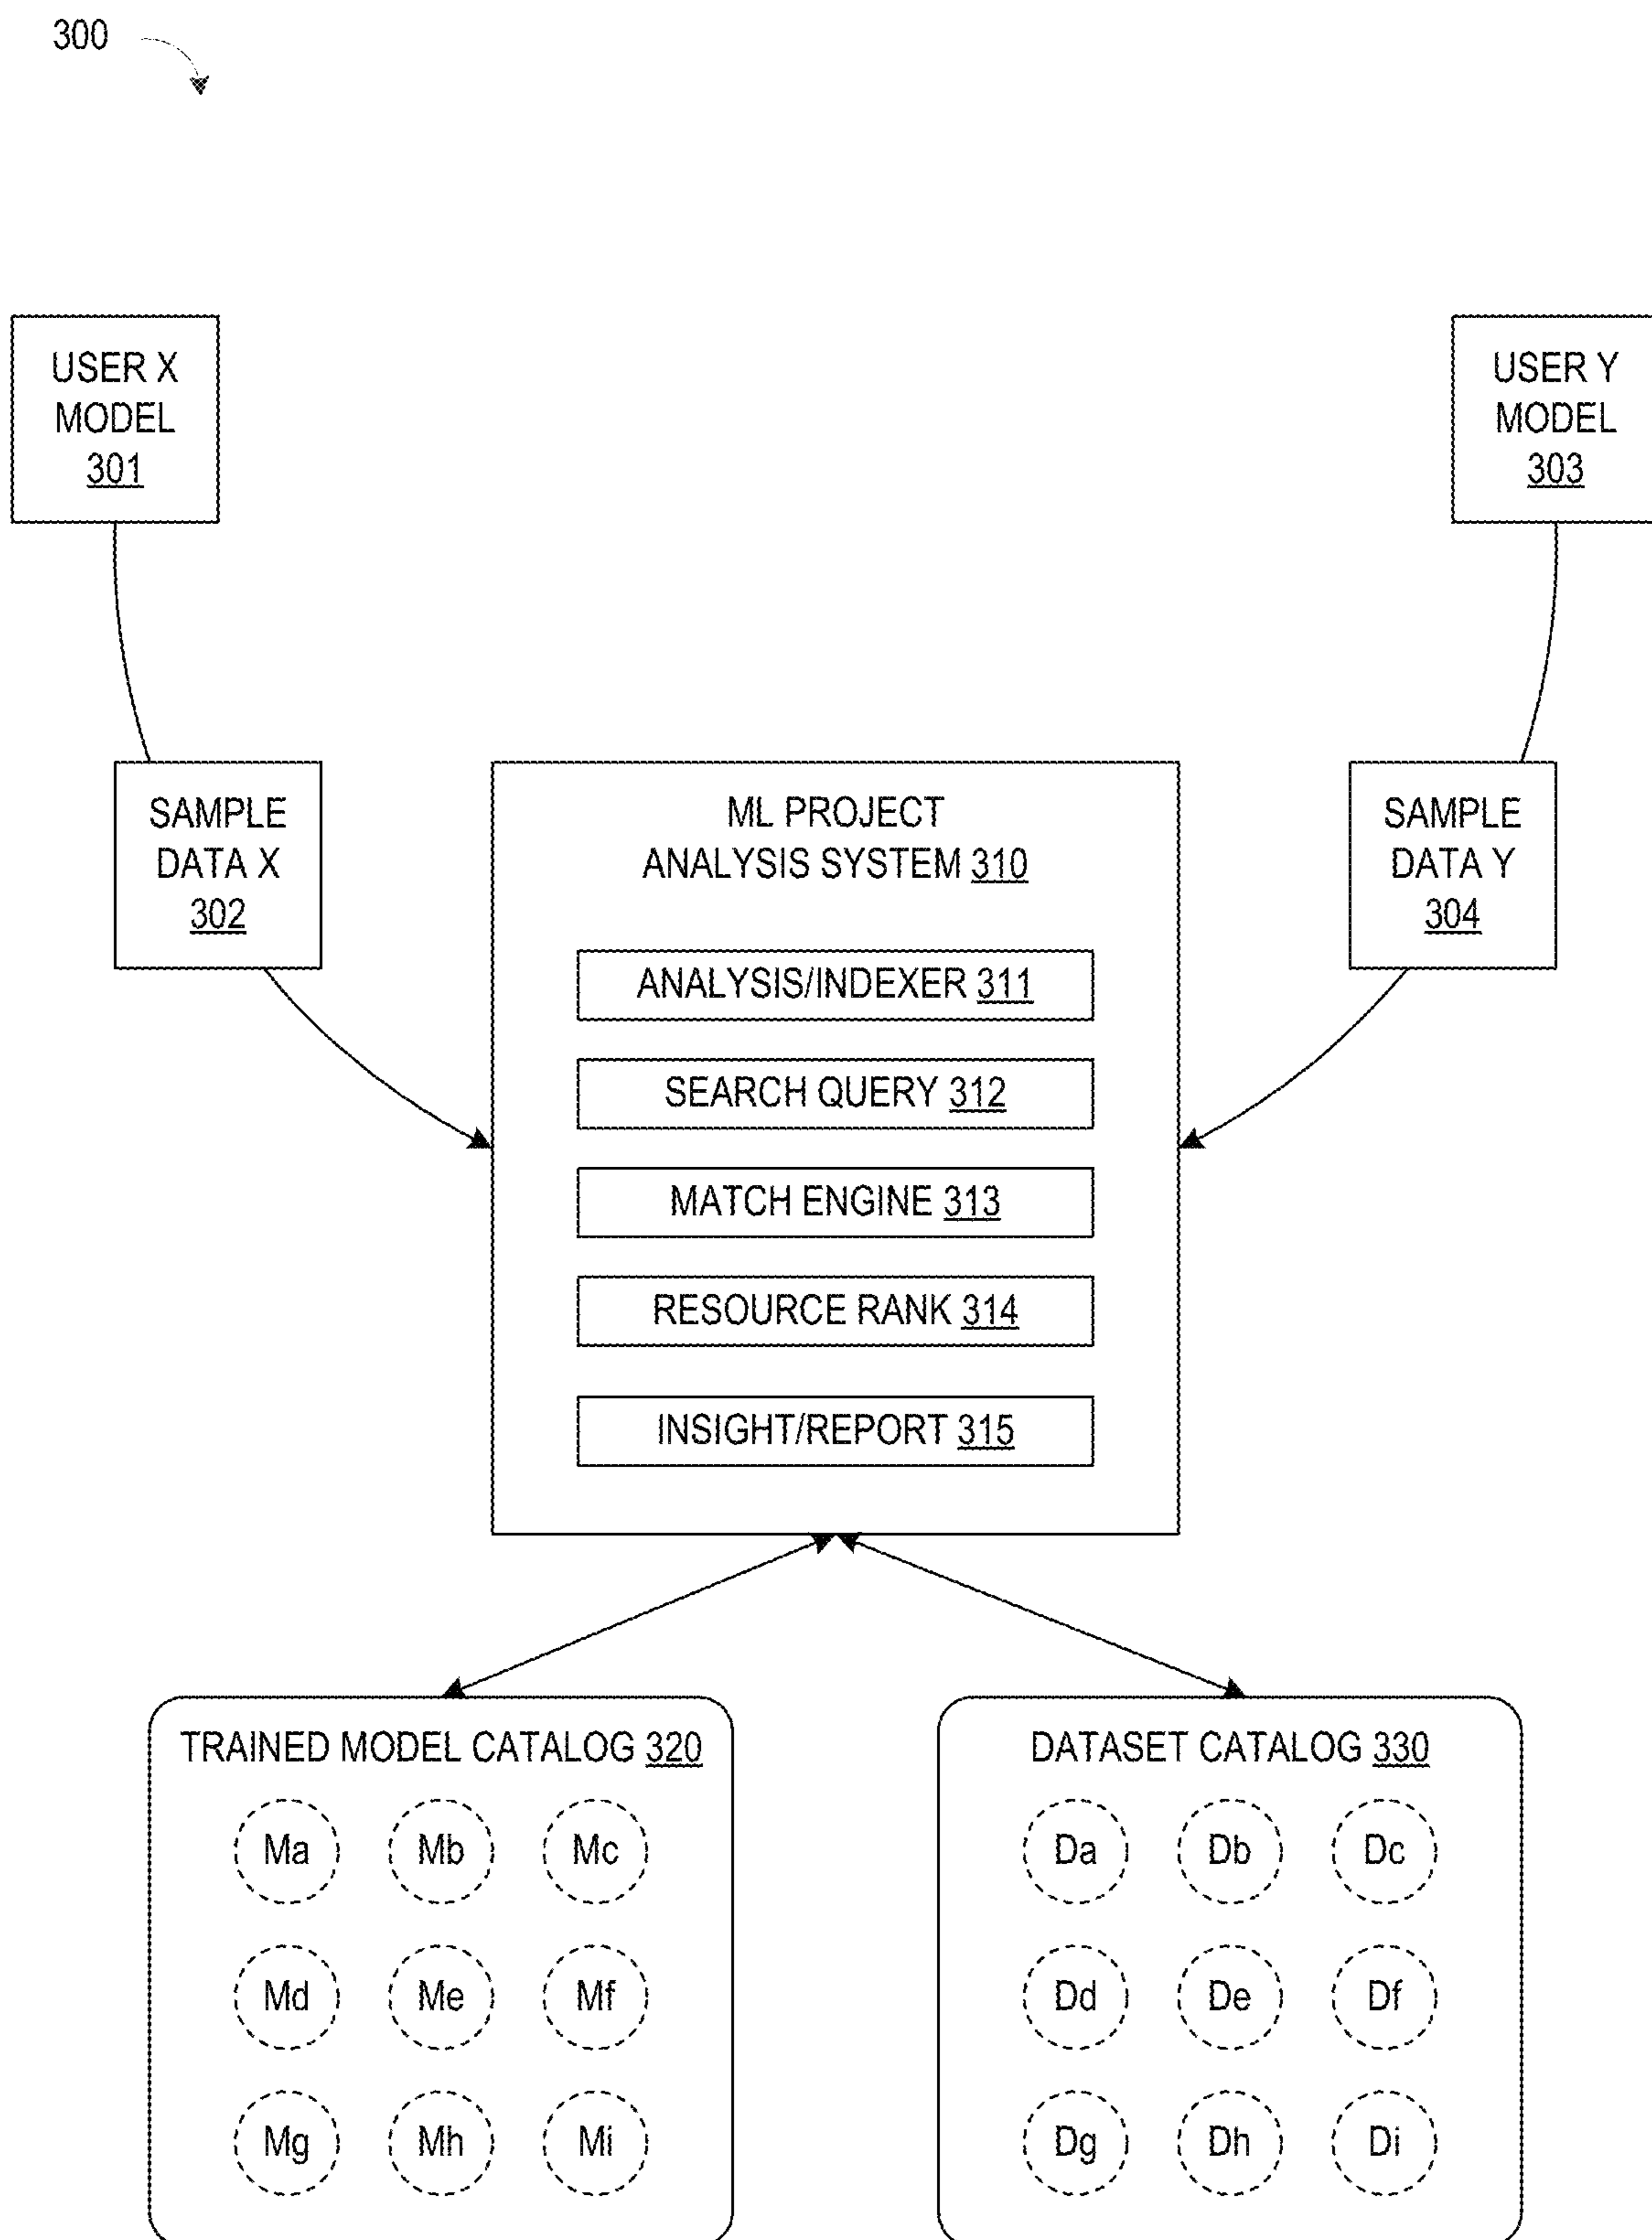 300
USER X
MODEL
301
USER Y
MODEL
303
SAMPLE
DATA X
302
ML PROJECT
ANALYSIS SYSTEM 310
ANALYSIS/INDEXER 311
SEARCH QUERY 312
MATCH ENGINE 313
RESOURCE RANK 314
INSIGHT/REPORT 315
SAMPLE
DATA Y
304
TRAINED MODEL CATALOG 320
Ma Mb Mc
Md Me Mf
Mg Mh Mi
DATASET CATALOG 330
Da Db Dc
Dd De Df
Dg Dh Di